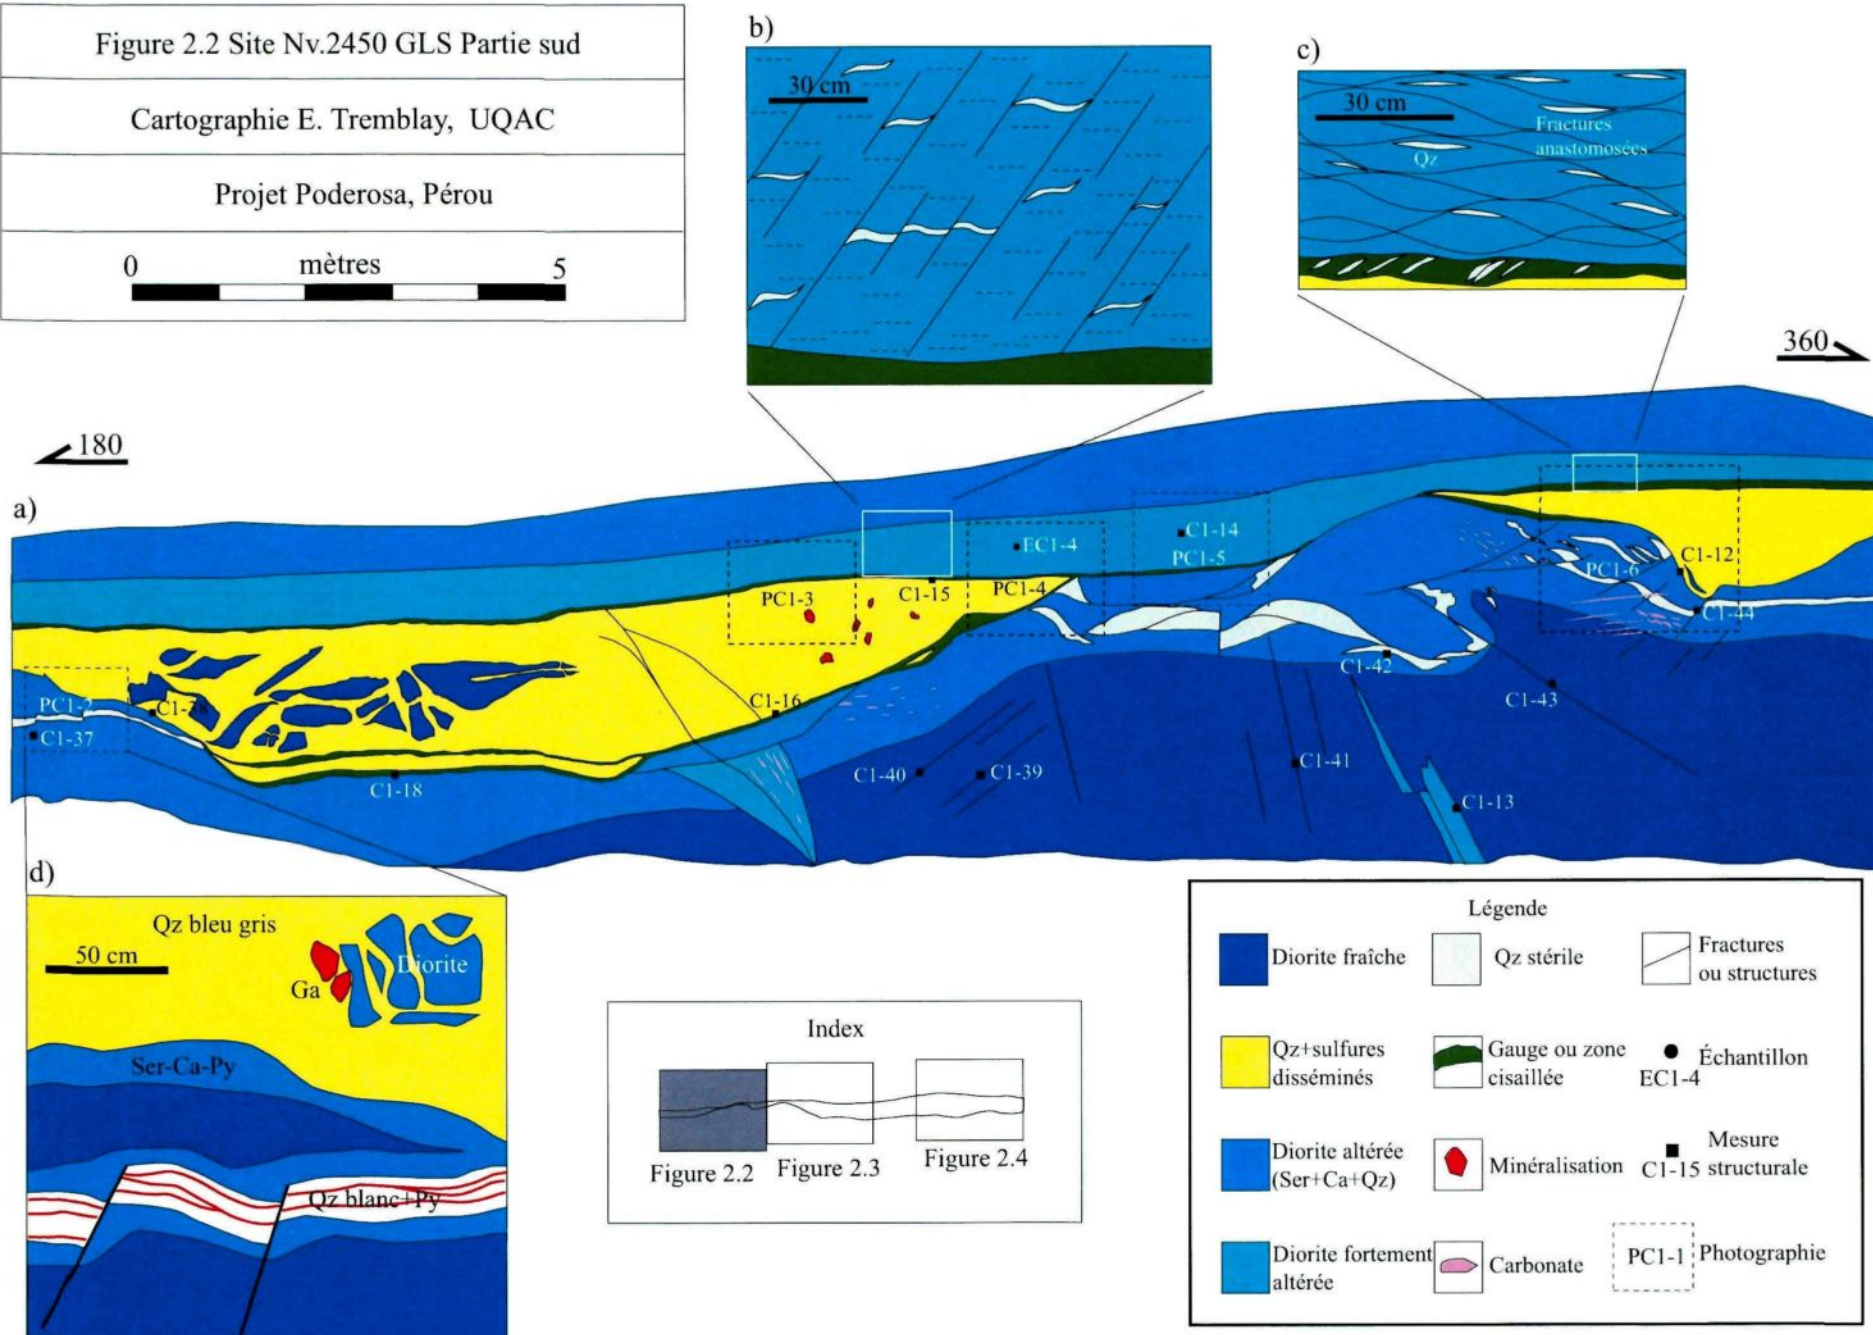 Figure 2.2 Site Nv.2450 GLS Partie sud
Cartographie E. Tremblay, UQAC
Projet Poderosa, Pérou
0 mètres 5
b)
30 cm
c)
30 cm
Fractures
anastomosées
Qz
360
180
a)
EC1-4
C1-14
PC1-5
PC1-3
C1-15
PC1-4
C1-12
PC1-6
C1-44
C1-42
C1-43
C1-16
PC1-2
C1-38
C1-37
C1-18
C1-40
C1-39
C1-41
C1-13
d)
Qz bleu gris
50 cm
Diorite
Ga
Ser-Ca-Py
Qz blanc+Py
Index
Figure 2.2
Figure 2.3
Figure 2.4
Légende
Diorite fraîche
Qz stérile
Fractures
ou structures
Qz+sulfures
disséminés
Gauge ou zone
cisaillée
Échantillon
EC1-4
Diorite altérée
(Ser+Ca+Qz)
Minéralisation
Mesure
structurale
C1-15
Diorite fortement
altérée
Carbonate
PC1-1
Photographie